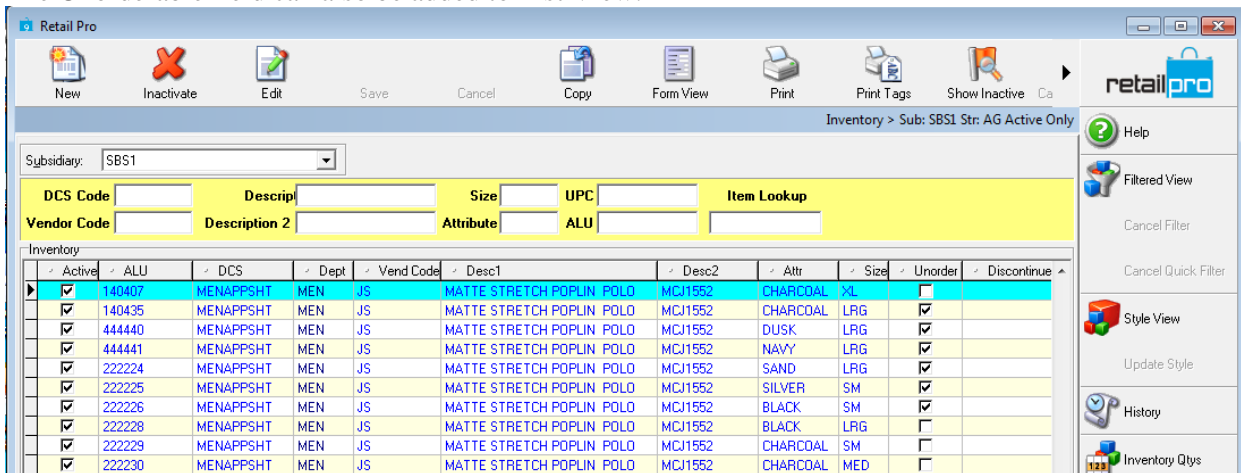 Retail Pro
New Inactivate Edit Save Cancel Copy Form View Print Print Tags Show Inactive Ca
retail pro
Inventory > Sub: SBS1 Str: AG Active Only
Help
Subsidiary: SBS1
Filtered View
DCS Code Descript Size UPC Item Lookup
Vendor Code Description 2 Attribute ALU
Cancel Filter
Inventory
Active ALU DCS Dept Vend Code Desc1 Desc2 Attr Size Unorder Discontinue
Cancel Quick Filter
140407 MENAPPSHT MEN JS MATTE STRETCH POPLIN POLO MCJ1552 CHARCOAL XL
140435 MENAPPSHT MEN JS MATTE STRETCH POPLIN POLO MCJ1552 CHARCOAL LRG
Style View
444440 MENAPPSHT MEN JS MATTE STRETCH POPLIN POLO MCJ1552 DUSK LRG
444441 MENAPPSHT MEN JS MATTE STRETCH POPLIN POLO MCJ1552 NAVY LRG
222224 MENAPPSHT MEN JS MATTE STRETCH POPLIN POLO MCJ1552 SAND LRG
Update Style
222225 MENAPPSHT MEN JS MATTE STRETCH POPLIN POLO MCJ1552 SILVER SM
222226 MENAPPSHT MEN JS MATTE STRETCH POPLIN POLO MCJ1552 BLACK SM
History
222228 MENAPPSHT MEN JS MATTE STRETCH POPLIN POLO MCJ1552 BLACK LRG
222229 MENAPPSHT MEN JS MATTE STRETCH POPLIN POLO MCJ1552 CHARCOAL SM
222230 MENAPPSHT MEN JS MATTE STRETCH POPLIN POLO MCJ1552 CHARCOAL MED
Inventory Qtys